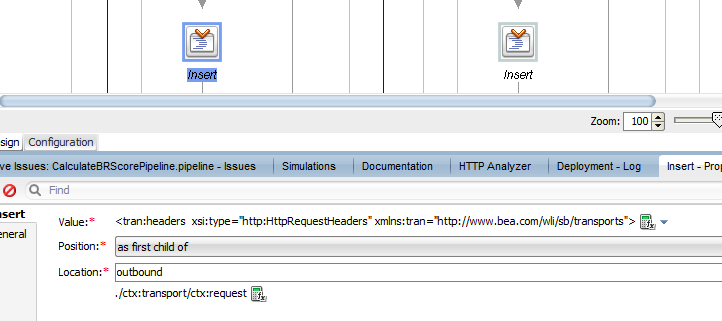 Insert Insert
Zoom: 100
sign Configuration
ve Issues: CalculateBRScorePipeline.pipeline - Issues Simulations Documentation HTTP Analyzer Deployment - Log Insert - Prop
Find
nsert
eneral
Value:* <tran:headers xsi:type="http:HttpRequestHeaders" xmlns:tran="http://www.bea.com/wli/sb/transports">
Position:* as first child of
Location:* outbound
./ctx:transport/ctx:request